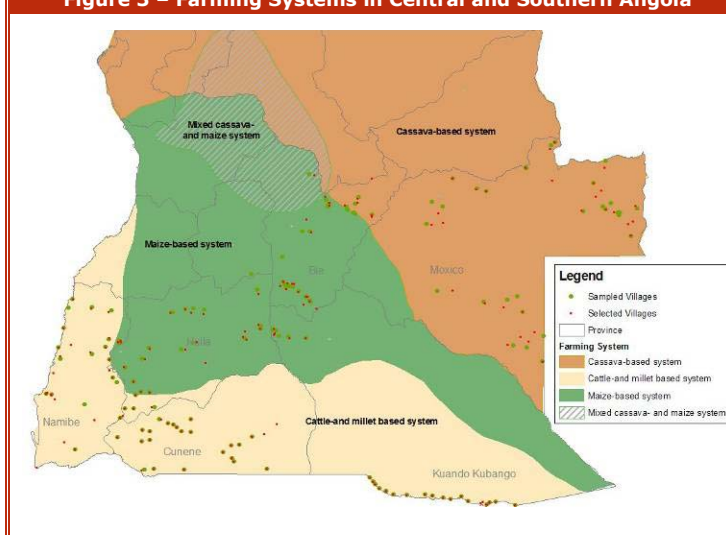 Figure 3 – Farming Systems in Central and Southern Angola
Mixed cassava-
and maize system
Cassava-based system
Maize-based system
Bie
Moxico
Huila
Legend
Sampled Villages
Selected Villages
Province
Farming System
Cassava-based system
Cattle-and millet based system
Maize-based system
Mixed cassava- and maize system
Namibe
Cattle-and millet based system
Cunene
Kuando Kubango